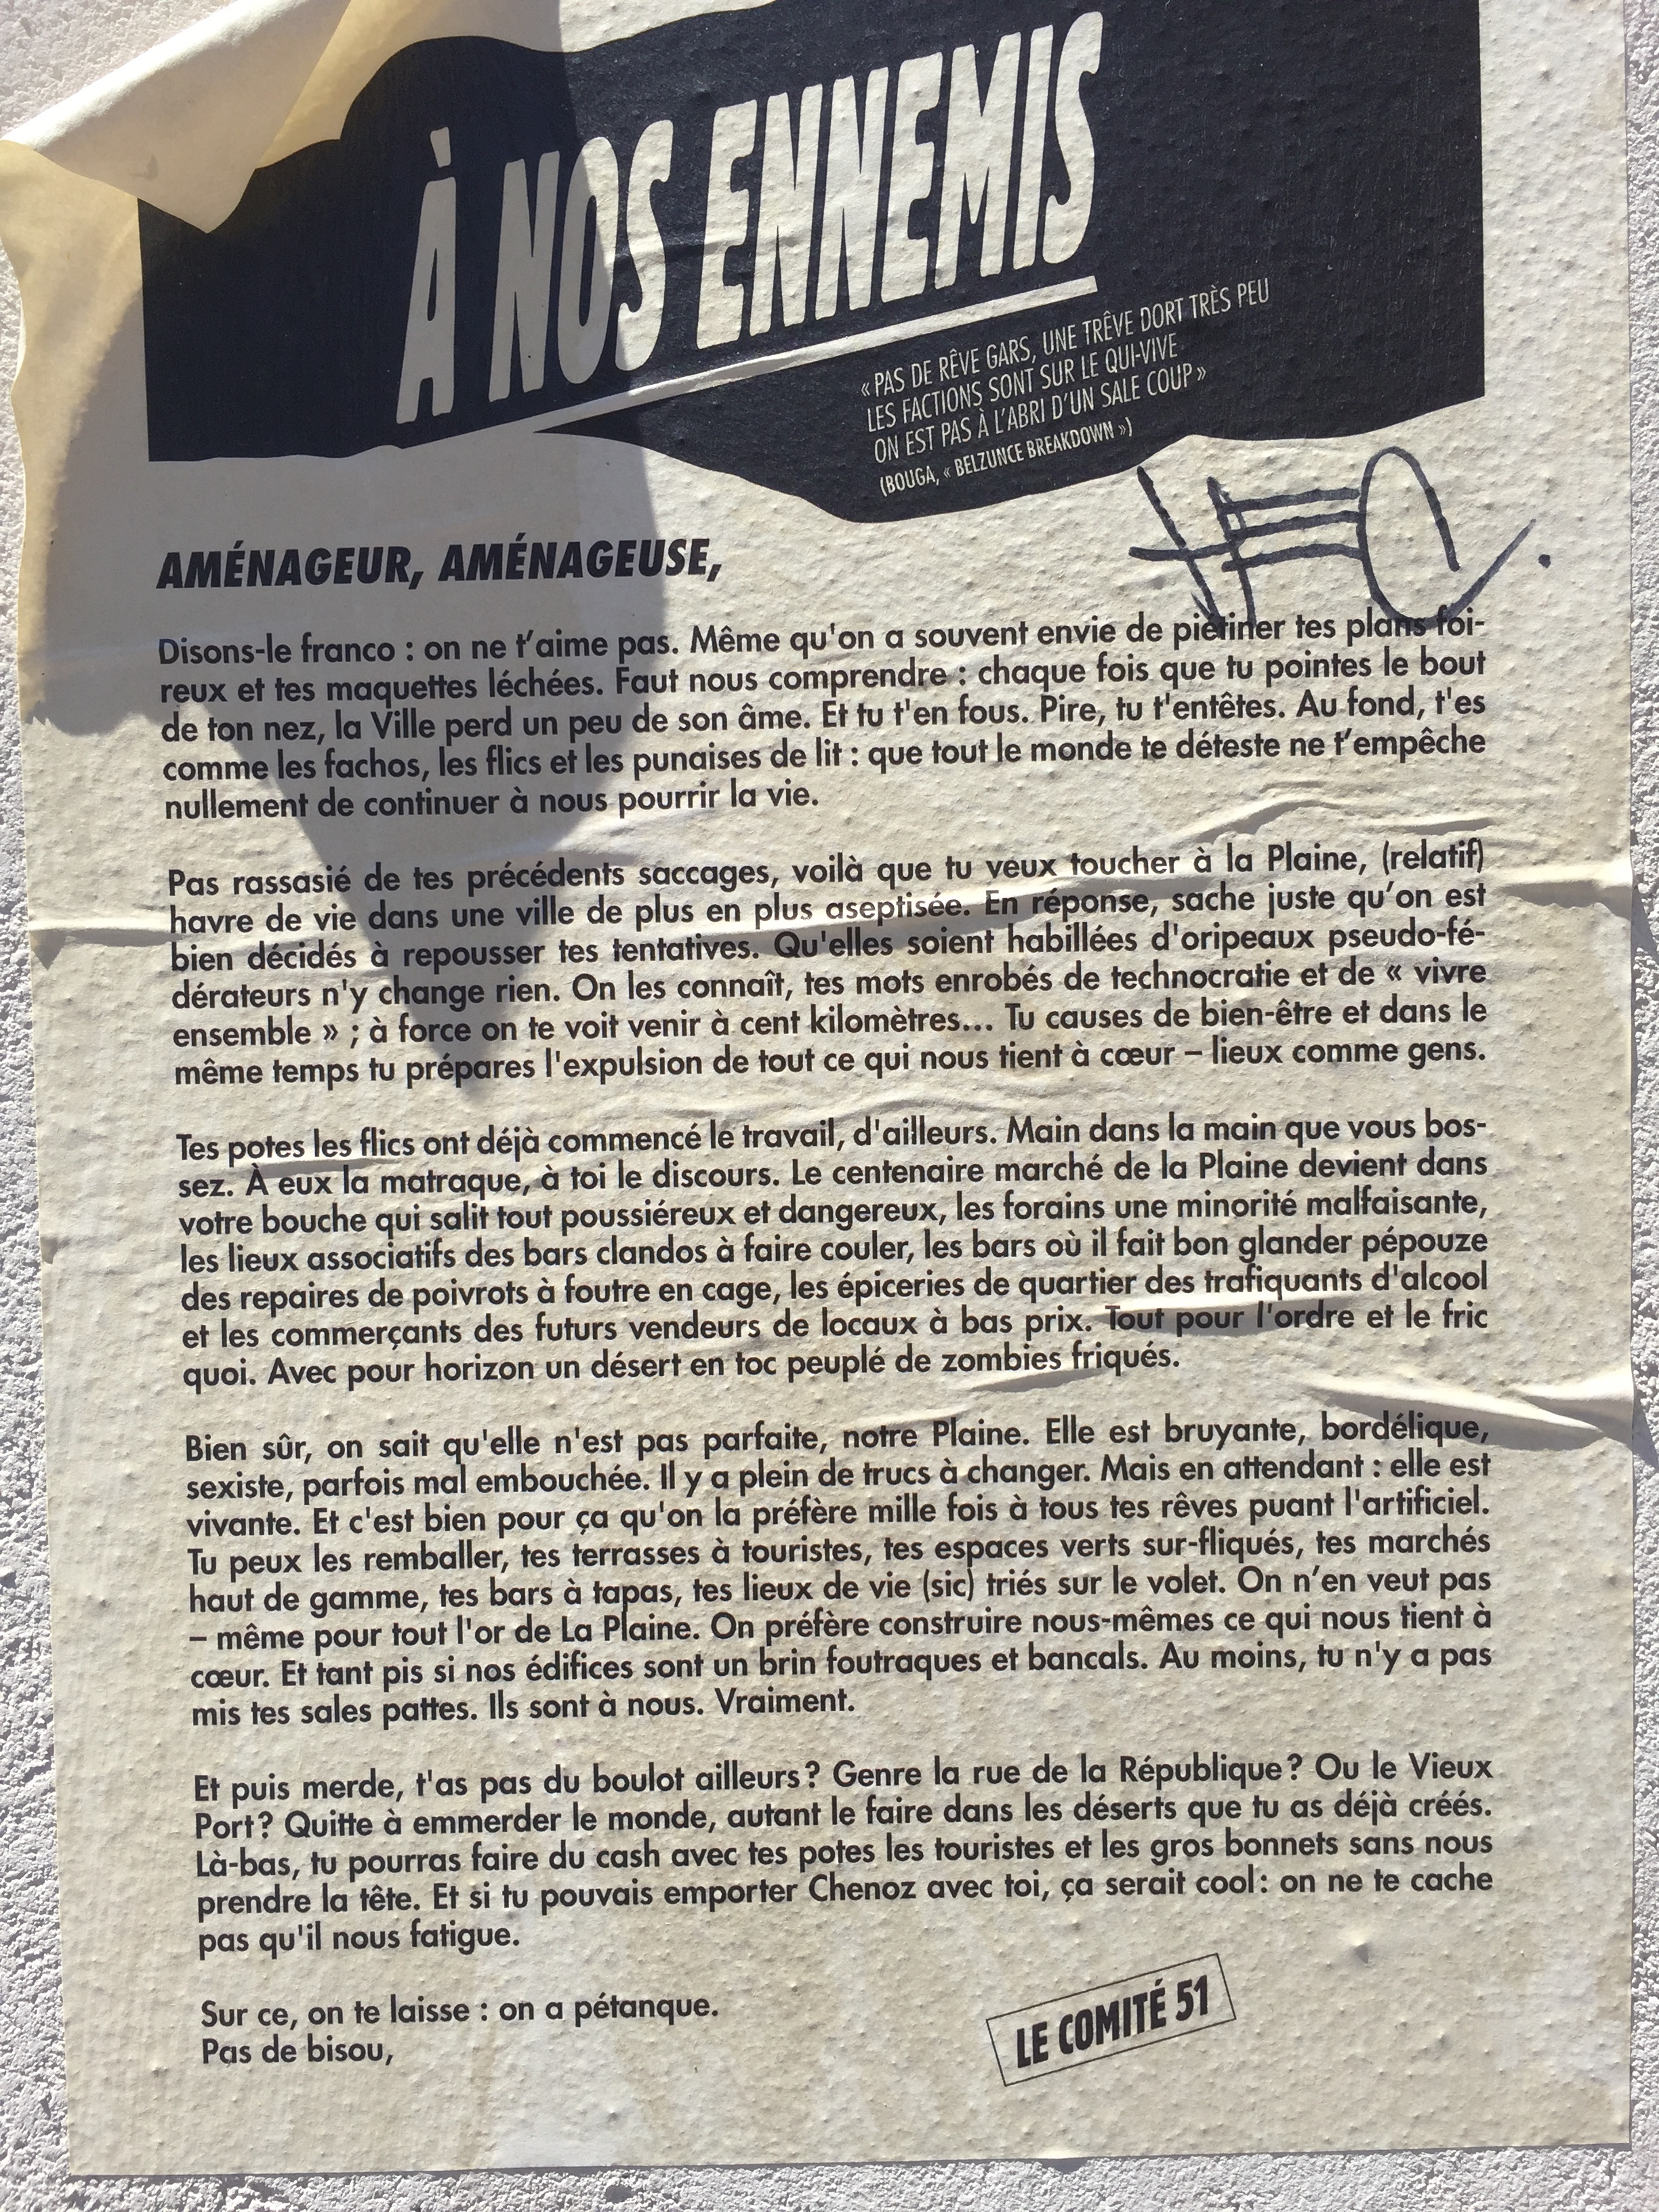 À NOS ENNEMIS
« PAS DE RÊVE GARS, UNE TRÊVE DORT TRÈS PEU
LES FACTIONS SONT SUR LE QUI-VIVE
ON EST PAS À L'ABRI D'UN SALE COUP »
(BOUGA, « BELZUNCE BREAKDOWN »)
AMÉNAGEUR, AMÉNAGEUSE,
Disons-le franco : on ne t'aime pas. Même qu'on a souvent envie de piétiner tes plans foi-
reux et tes maquettes léchées. Faut nous comprendre : chaque fois que tu pointes le bout
de ton nez, la Ville perd un peu de son âme. Et tu t'en fous. Pire, tu t'entêtes. Au fond, t'es
comme les fachos, les flics et les punaises de lit : que tout le monde te déteste ne t'empêche
nullement de continuer à nous pourrir la vie.
Pas rassasié de tes précédents saccages, voilà que tu veux toucher à la Plaine, (relatif)
havre de vie dans une ville de plus en plus aseptisée. En réponse, sache juste qu'on est
bien décidés à repousser tes tentatives. Qu'elles soient habillées d'oripeaux pseudo-fé-
dérateurs n'y change rien. On les connaît, tes mots enrobés de technocratie et de « vivre
ensemble » ; à force on te voit venir à cent kilomètres... Tu causes de bien-être et dans le
même temps tu prépares l'expulsion de tout ce qui nous tient à cœur – lieux comme gens.
Tes potes les flics ont déjà commencé le travail, d'ailleurs. Main dans la main que vous bos-
sez. À eux la matraque, à toi le discours. Le centenaire marché de la Plaine devient dans
votre bouche qui salit tout poussiéreux et dangereux, les forains une minorité malfaisante,
les lieux associatifs des bars clandos à faire couler, les bars où il fait bon glander pépouze
des repaires de poivrots à foutre en cage, les épiceries de quartier des trafiquants d'alcool
et les commerçants des futurs vendeurs de locaux à bas prix. Tout pour l'ordre et le fric
quoi. Avec pour horizon un désert en toc peuplé de zombies friqués.
Bien sûr, on sait qu'elle n'est pas parfaite, notre Plaine. Elle est bruyante, bordélique,
sexiste, parfois mal embouchée. Il y a plein de trucs à changer. Mais en attendant : elle est
vivante. Et c'est bien pour ça qu'on la préfère mille fois à tous tes rêves puant l'artificiel.
Tu peux les remballer, tes terrasses à touristes, tes espaces verts sur-fliqués, tes marchés
haut de gamme, tes bars à tapas, tes lieux de vie (sic) triés sur le volet. On n'en veut pas
– même pour tout l'or de La Plaine. On préfère construire nous-mêmes ce qui nous tient à
cœur. Et tant pis si nos édifices sont un brin foutraques et bancals. Au moins, tu n'y a pas
mis tes sales pattes. Ils sont à nous. Vraiment.
Et puis merde, t'as pas du boulot ailleurs? Genre la rue de la République? Ou le Vieux
Port? Quitte à emmerder le monde, autant le faire dans les déserts que tu as déjà créés.
Là-bas, tu pourras faire du cash avec tes potes les touristes et les gros bonnets sans nous
prendre la tête. Et si tu pouvais emporter Chenoz avec toi, ça serait cool: on ne te cache
pas qu'il nous fatigue.
Sur ce, on te laisse : on a pétanque.
Pas de bisou,
LE COMITÉ 51